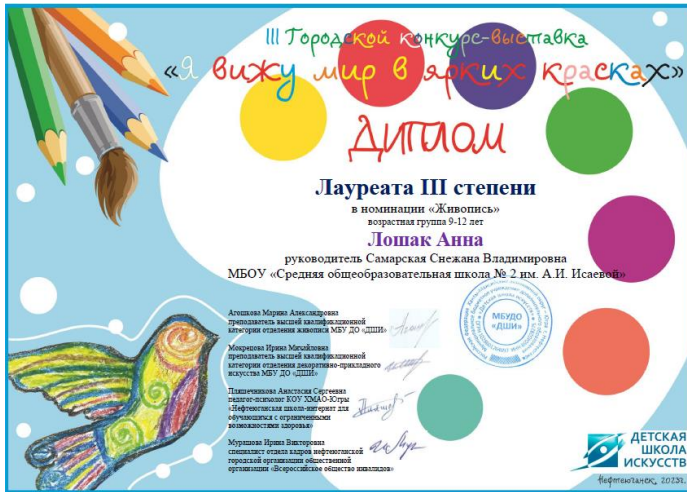 III Городской конкурс-выставка
«Я вижу мир в ярких красках»
ДИПЛОМ
Лауреата III степени
в номинации «Живопись»
возрастная группа 9-12 лет
Лошак Анна
руководитель Самарская Снежана Владимировна
МБОУ «Средняя общеобразовательная школа № 2 им. А.И. Исаевой»
Агошкова Марина Александровна
преподаватель высшей квалификационной
категории отделения живописи МБУ ДО «ДШИ»
Мокрецова Ирина Михайловна
преподаватель высшей квалификационной
категории отделения декоративно-прикладного
искусства МБУ ДО «ДШИ»
Пляшечникова Анастасия Сергеевна
педагог-психолог КОУ ХМАО-Югры
«Нефтеюганская школа-интернат для
обучающихся с ограниченными
возможностями здоровья»
Мурашова Ирина Викторовна
специалист отдела кадров нефтеюганской
городской организации общественной
организации «Всероссийское общество инвалидов»
МБУДО
«ДШИ»
ДЕТСКАЯ
ШКОЛА
ИСКУССТВ
Нефтеюганск, 2023г.